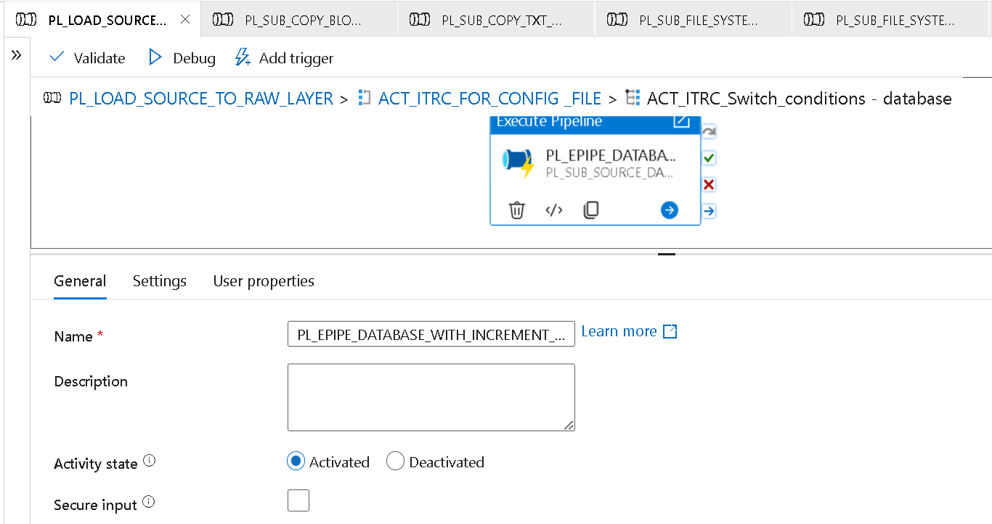 PL_LOAD_SOURCE... PL_SUB_COPY_BLO... PL_SUB_COPY_TXT_... PL_SUB_FILE_SYSTE... PL_SUB_FILE_SYSTE...
Validate Debug Add trigger
PL_LOAD_SOURCE_TO_RAW_LAYER > ACT_ITRC_FOR_CONFIG _FILE > ACT_ITRC_Switch_conditions - database
Execute Pipeline
PL_EPIPE_DATABA...
PL_SUB_SOURCE_DA...
General Settings User properties
Name * PL_EPIPE_DATABASE_WITH_INCREMENT_... Learn more
Description
Activity state Activated Deactivated
Secure input